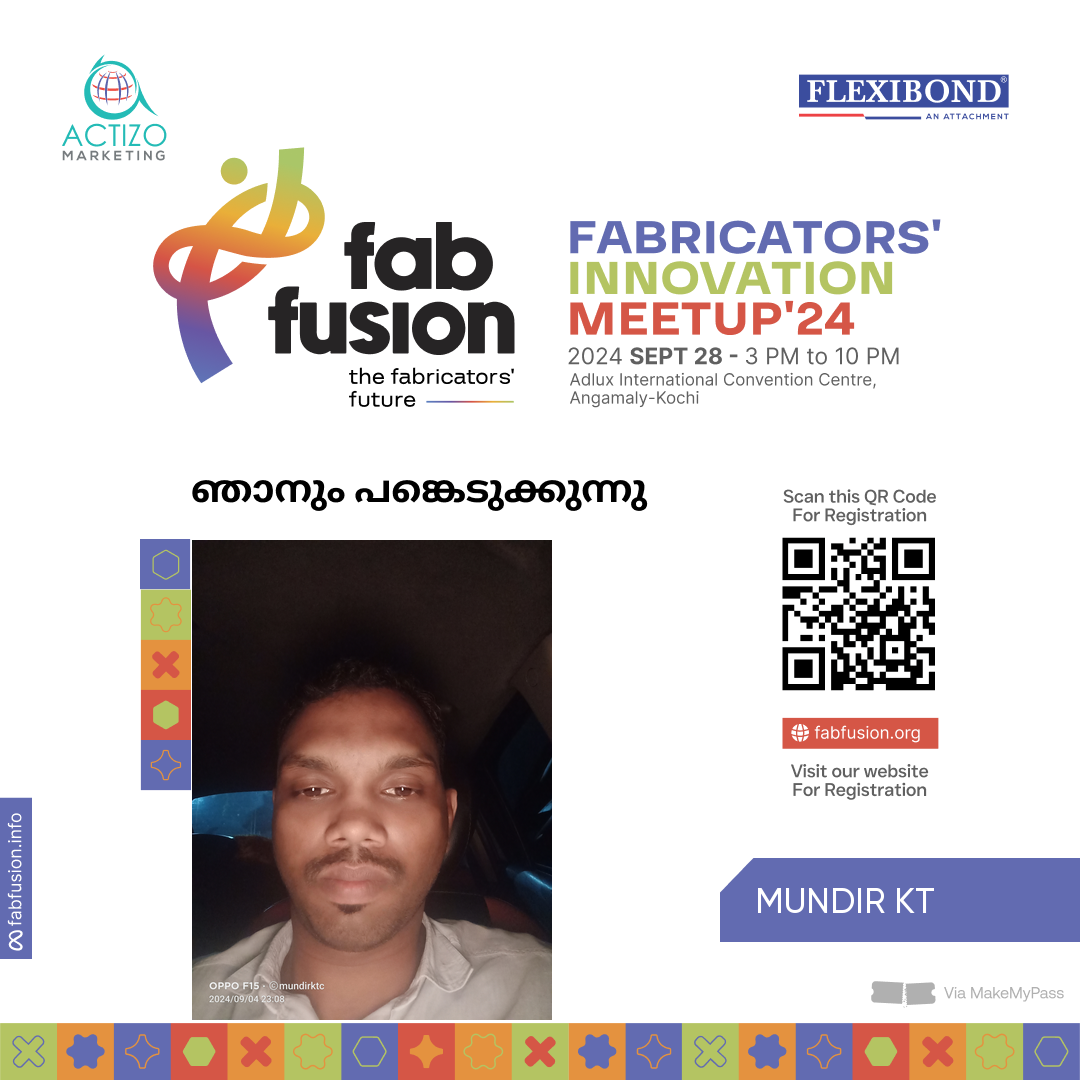 ACTIZO
MARKETING
FLEXIBOND®
AN ATTACHMENT
fab
fusion
the fabricators'
future
FABRICATORS'
INNOVATION
MEETUP'24
2024 SEPT 28 - 3 PM to 10 PM
Adlux International Convention Centre,
Angamaly-Kochi
ഞാനും പങ്കെടുക്കുന്നു
Scan this QR Code
For Registration
fabfusion.org
Visit our website
For Registration
fabfusion.info
MUNDIR KT
OPPO F15 · ©mundirktc
2024/09/04 23:08
Via MakeMyPass